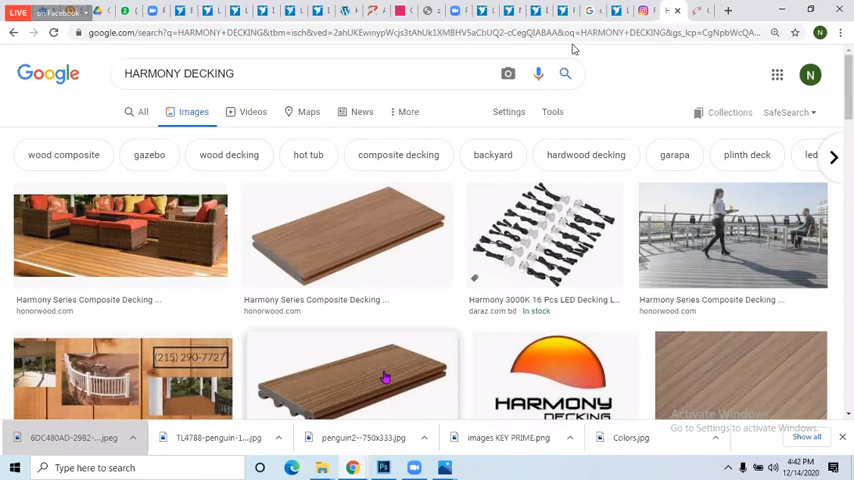 LIVE on Facebook
google.com/search?q=HARMONY+DECKING&tbm=isch&ved=2ahUKEwinypWcjs3tAhUk1XMBHV5aCbUQ2-cCegQIABAA&oq=HARMONY+DECKING&gs_lcp=CgNpbWcQA...
N
Google
HARMONY DECKING
N
All Images Videos Maps News More Settings Tools Collections SafeSearch
wood composite gazebo wood decking hot tub composite decking backyard hardwood decking garapa plinth deck led
Harmony Series Composite Decking ... Harmony Series Composite Decking ... Harmony 3000K 16 Pcs LED Decking L... Harmony Series Composite Decking ...
honorwood.com honorwood.com daraz.com.bd · In stock honorwood.com
(215) 290-7727
HARMONY
DECKING
Activate Windows
Go to Settings to activate Windows.
6DC480AD-29B2-....jpeg TL4788-penguin-1....jpg penguin2--750x333.jpg images KEY PRIME.png Colors.jpg Show all
Type here to search
4:42 PM
12/14/2020